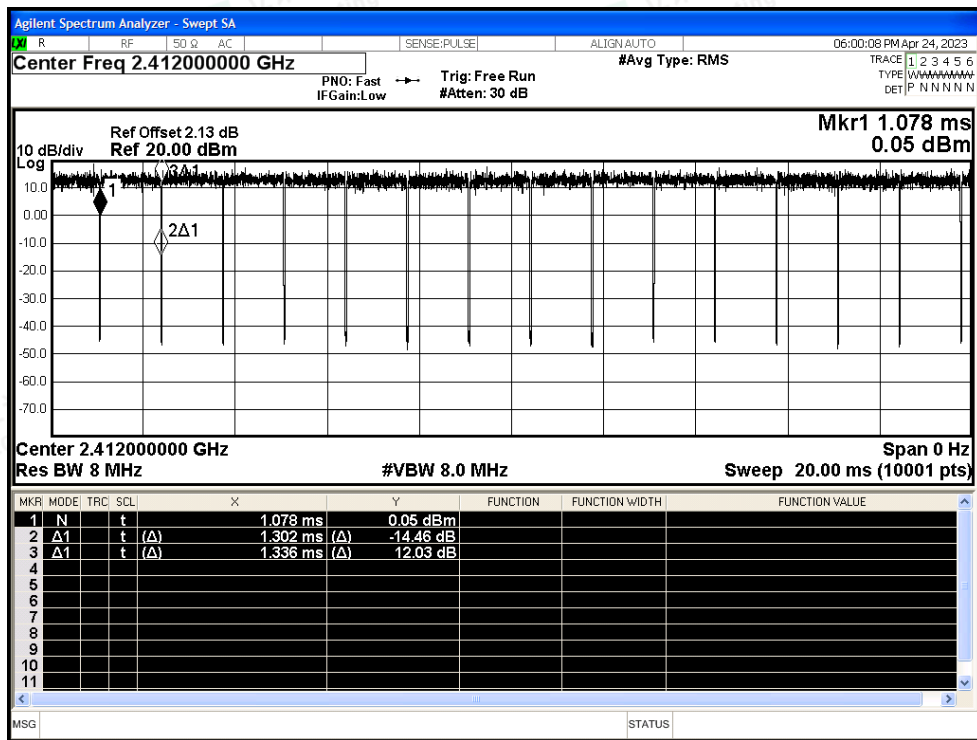 Agilent Spectrum Analyzer - Swept SA
LXI R RF 50 Ω AC SENSE:PULSE ALIGN AUTO 06:00:08 PM Apr 24, 2023
Center Freq 2.412000000 GHz
PNO: Fast
IFGain:Low
Trig: Free Run
#Atten: 30 dB
#Avg Type: RMS
TRACE 1 2 3 4 5 6
TYPE
DET P N N N N N
Mkr1 1.078 ms
0.05 dBm
Ref Offset 2.13 dB
10 dB/div Ref 20.00 dBm
Log
10.0
0.00
-10.0
-20.0
-30.0
-40.0
-50.0
-60.0
-70.0
1
3Δ1
2Δ1
Center 2.412000000 GHz Span 0 Hz
Res BW 8 MHz #VBW 8.0 MHz Sweep 20.00 ms (10001 pts)
MKR MODE TRC SCL X Y FUNCTION FUNCTION WIDTH FUNCTION VALUE
1 N t 1.078 ms 0.05 dBm
2 Δ1 t (Δ) 1.302 ms (Δ) -14.46 dB
3 Δ1 t (Δ) 1.336 ms (Δ) 12.03 dB
4
5
6
7
8
9
10
11
MSG STATUS